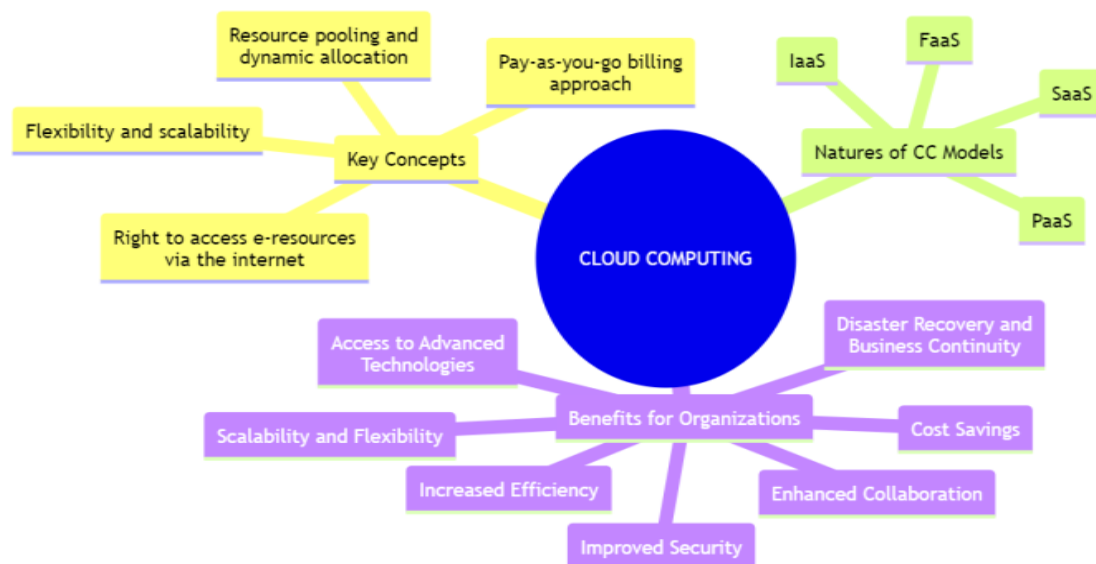 Resource pooling and
dynamic allocation
Pay-as-you-go billing
approach
Flexibility and scalability
Key Concepts
Right to access e-resources
via the internet
IaaS
FaaS
SaaS
Natures of CC Models
PaaS
CLOUD COMPUTING
Access to Advanced
Technologies
Disaster Recovery and
Business Continuity
Benefits for Organizations
Scalability and Flexibility
Cost Savings
Increased Efficiency
Enhanced Collaboration
Improved Security